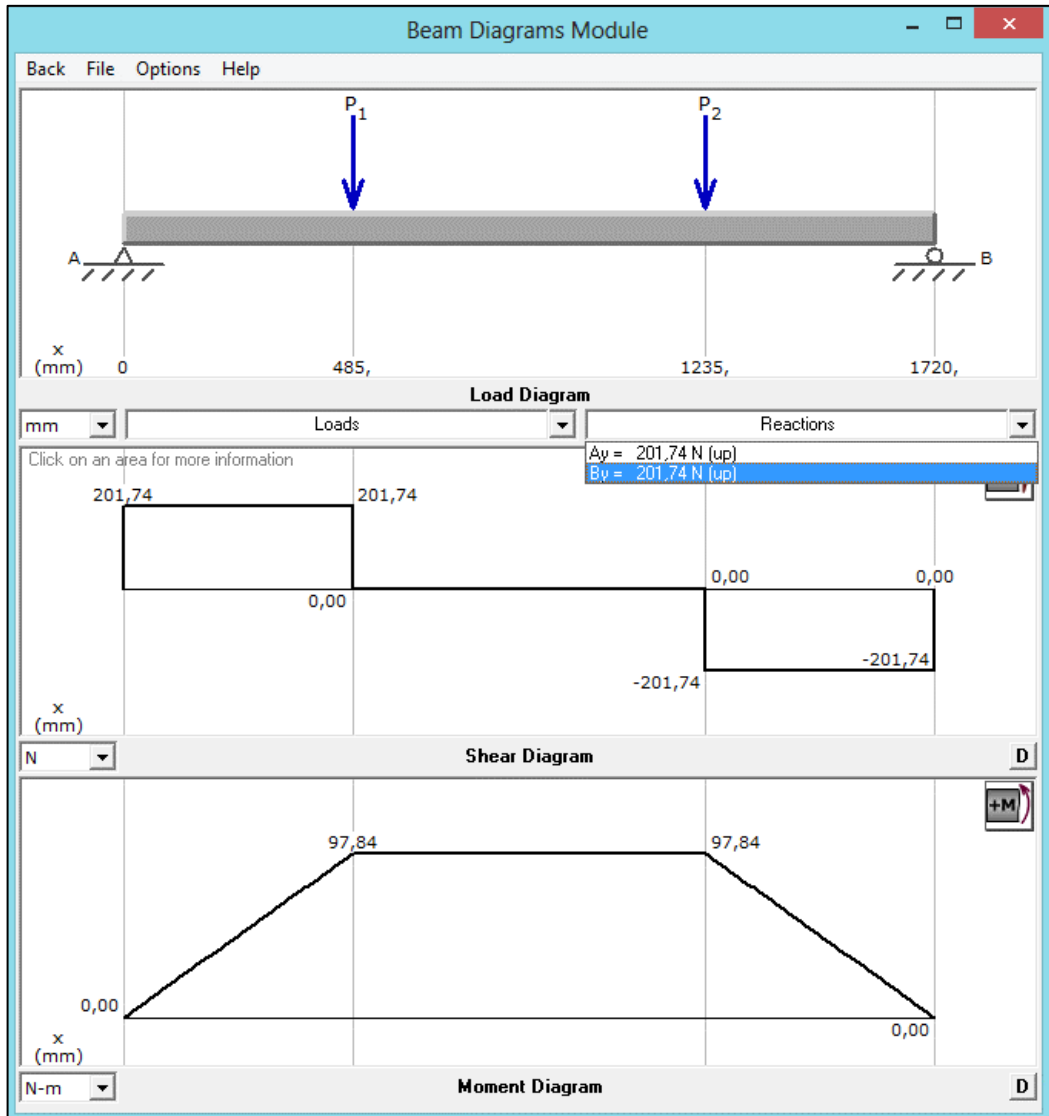 Beam Diagrams Module
Back File Options Help
P1 P2
A B
x
(mm) 0 485, 1235, 1720,
Load Diagram
mm Loads Reactions
Click on an area for more information
Ay = 201,74 N (up)
By = 201,74 N (up)
201,74 201,74
0,00 0,00
0,00
-201,74
-201,74
x
(mm)
N Shear Diagram D
+M
97,84 97,84
0,00
0,00
x
(mm)
N-m Moment Diagram D